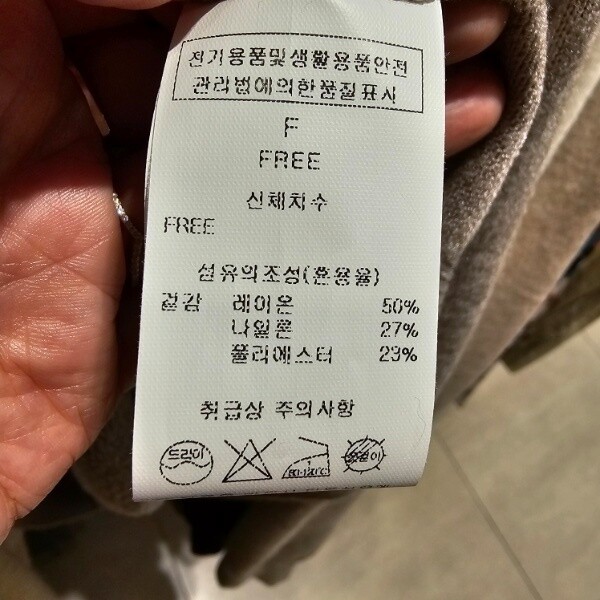 전기용품및생활용품안전
관리법에의한품질표시
F
FREE
신체치수
FREE
섬유의조성(혼용율)
겉감 레이온 50%
나일론 27%
폴리에스터 23%
취급상 주의사항
드라이
80-120℃